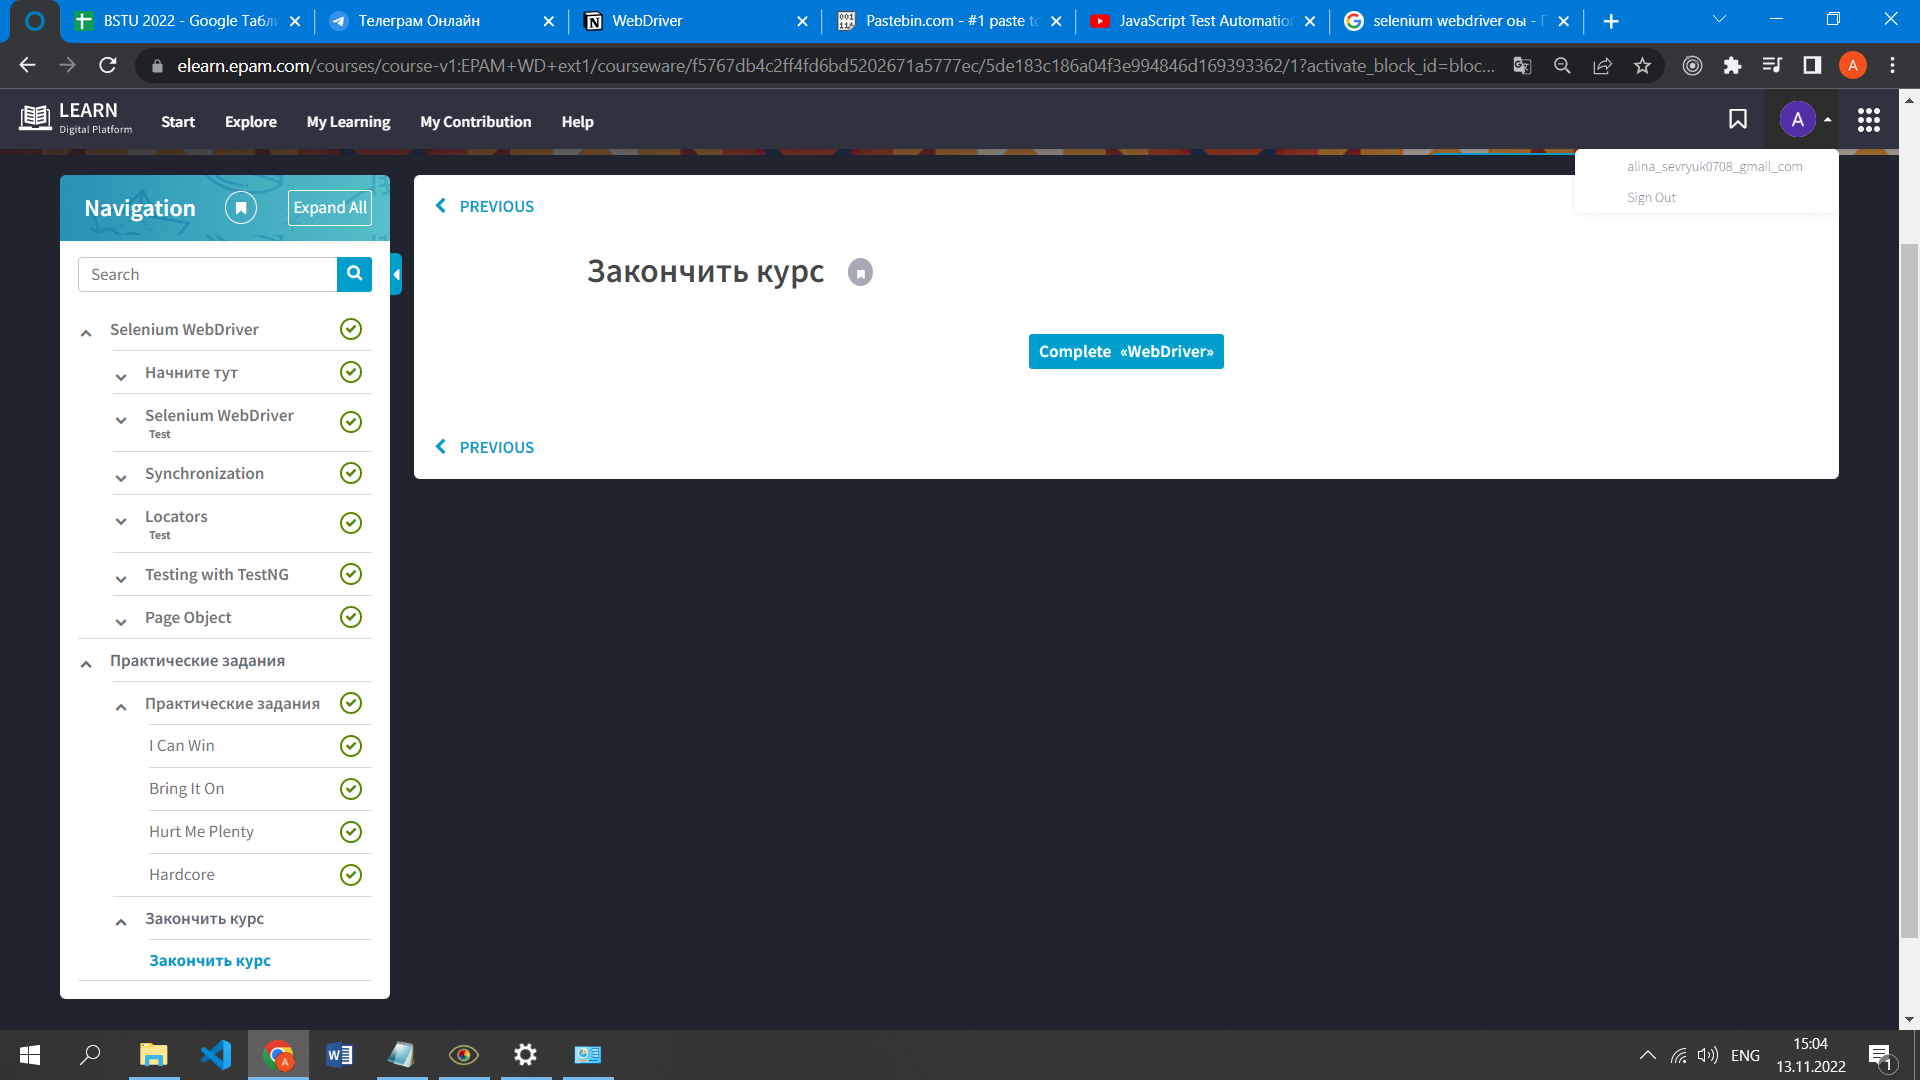 BSTU 2022 - Google Табли
Телеграм Онлайн
WebDriver
Pastebin.com - #1 paste to
JavaScript Test Automation
selenium webdriver оы - П
elearn.epam.com/courses/course-v1:EPAM+WD+ext1/courseware/f5767db4c2ff4fd6bd5202671a5777ec/5de183c186a04f3e994846d169393362/1?activate_block_id=bloc...
A
LEARN
Digital Platform
Start
Explore
My Learning
My Contribution
Help
A
alina_sevryuk0708_gmail_com
Sign Out
Navigation
Expand All
Search
Selenium WebDriver
Начните тут
Selenium WebDriver
Test
Synchronization
Locators
Test
Testing with TestNG
Page Object
Практические задания
Практические задания
I Can Win
Bring It On
Hurt Me Plenty
Hardcore
Закончить курс
Закончить курс
PREVIOUS
Закончить курс
Complete «WebDriver»
PREVIOUS
ENG
15:04
13.11.2022
1